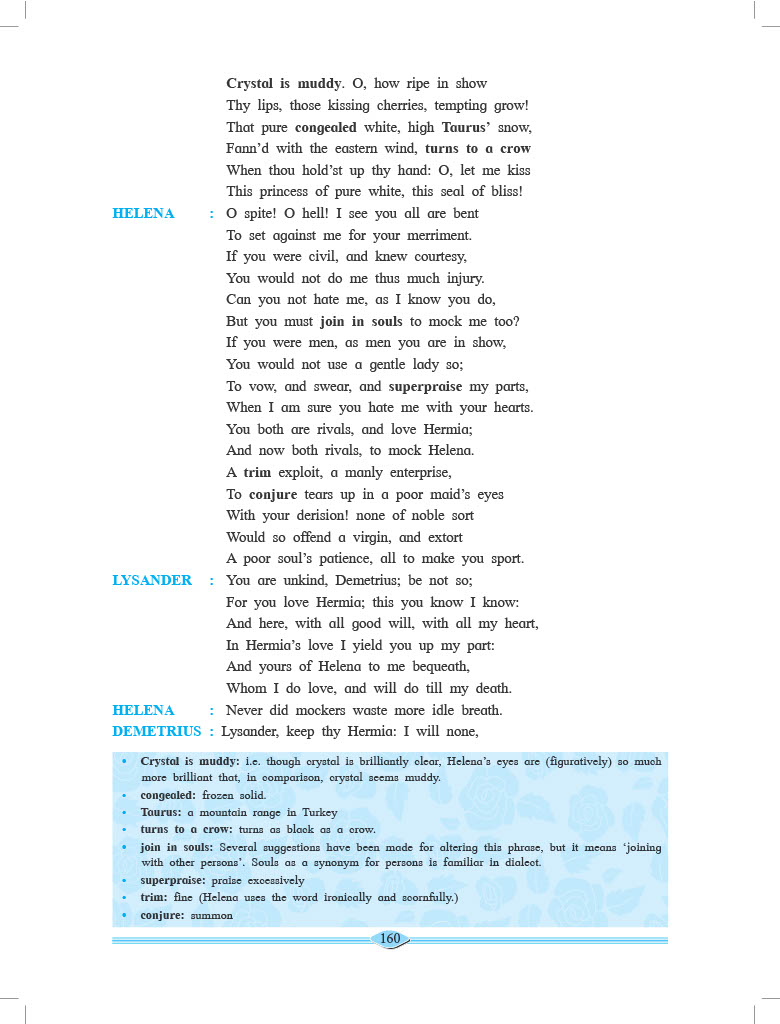 Crystal is muddy. O, how ripe in show
Thy lips, those kissing cherries, tempting grow!
That pure congealed white, high Taurus' snow,
Fann'd with the eastern wind, turns to a crow
When thou hold'st up thy hand: O, let me kiss
This princess of pure white, this seal of bliss!
HELENA : O spite! O hell! I see you all are bent
To set against me for your merriment.
If you were civil, and knew courtesy,
You would not do me thus much injury.
Can you not hate me, as I know you do,
But you must join in souls to mock me too?
If you were men, as men you are in show,
You would not use a gentle lady so;
To vow, and swear, and superpraise my parts,
When I am sure you hate me with your hearts.
You both are rivals, and love Hermia;
And now both rivals, to mock Helena.
A trim exploit, a manly enterprise,
To conjure tears up in a poor maid's eyes
With your derision! none of noble sort
Would so offend a virgin, and extort
A poor soul's patience, all to make you sport.
LYSANDER : You are unkind, Demetrius; be not so;
For you love Hermia; this you know I know:
And here, with all good will, with all my heart,
In Hermia's love I yield you up my part:
And yours of Helena to me bequeath,
Whom I do love, and will do till my death.
HELENA : Never did mockers waste more idle breath.
DEMETRIUS : Lysander, keep thy Hermia: I will none,
• Crystal is muddy: i.e. though crystal is brilliantly clear, Helena's eyes are (figuratively) so much
more brilliant that, in comparison, crystal seems muddy.
• congealed: frozen solid.
• Taurus: a mountain range in Turkey
• turns to a crow: turns as black as a crow.
• join in souls: Several suggestions have been made for altering this phrase, but it means 'joining
with other persons'. Souls as a synonym for persons is familiar in dialect.
• superpraise: praise excessively
• trim: fine (Helena uses the word ironically and scornfully.)
• conjure: summon
160